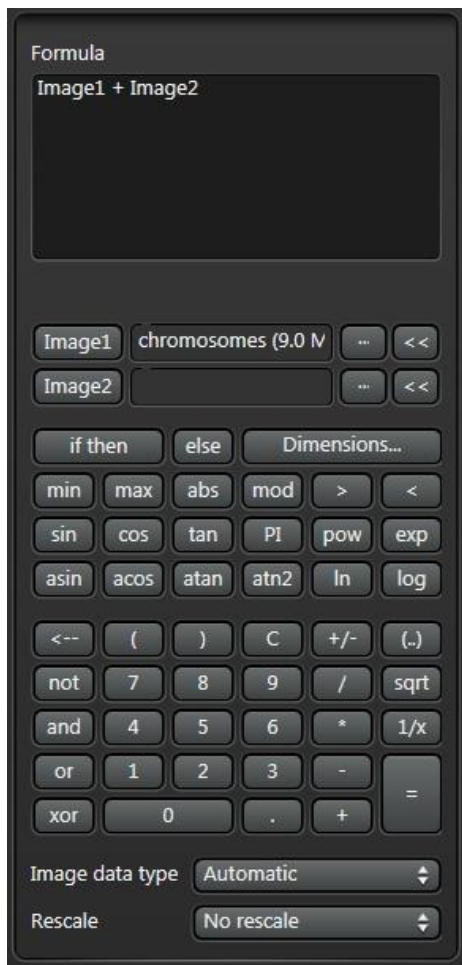 Formula
Image1 + Image2
Image1 chromosomes (9.0 M ... <<
Image2 ... <<
if then else Dimensions...
min max abs mod > <
sin cos tan PI pow exp
asin acos atan atn2 ln log
<-- ( ) C +/- (..)
not 7 8 9 / sqrt
and 4 5 6 * 1/x
or 1 2 3 - =
xor 0 . +
Image data type Automatic
Rescale No rescale